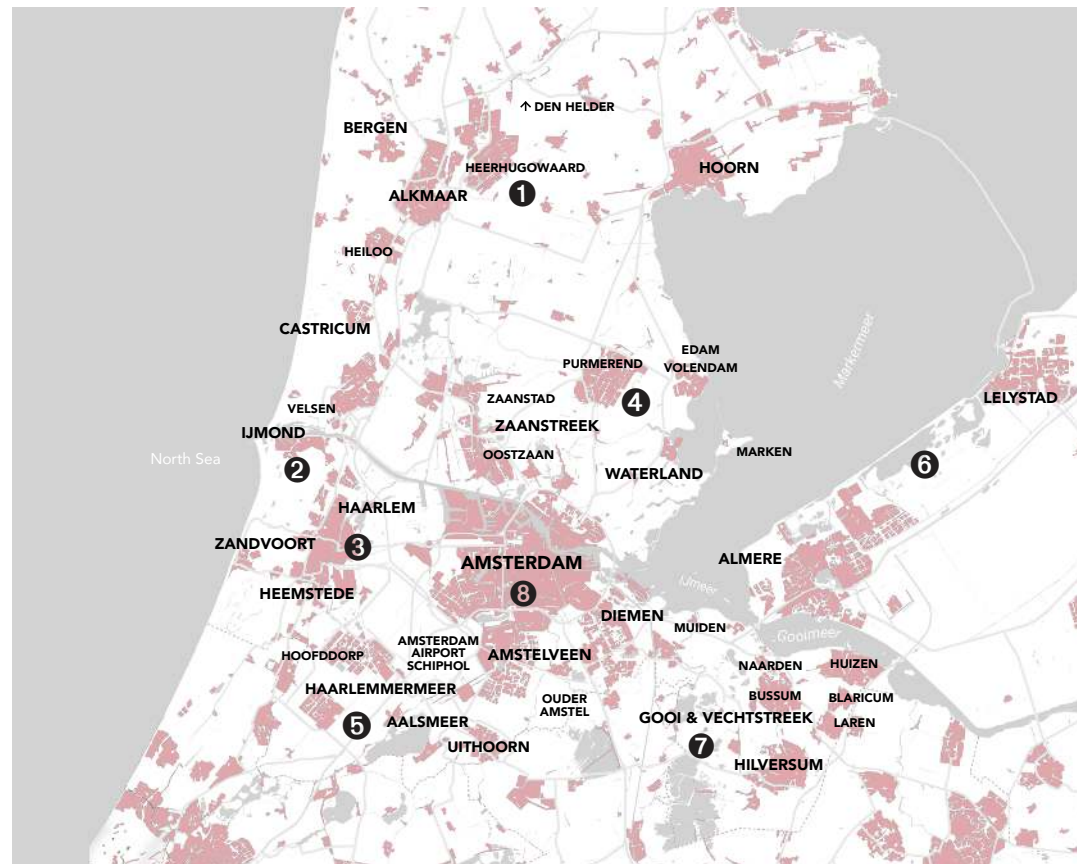 ↑ DEN HELDER
BERGEN
HEERHUGOWAARD
HOORN
1
ALKMAAR
HEILOO
CASTRICUM
Markermeer
EDAM
PURMEREND
VOLENDAM
LELYSTAD
ZAANSTAD
4
VELSEN
ZAANSTREEK
IJMOND
MARKEN
North Sea
OOSTZAAN
6
2
WATERLAND
HAARLEM
ZANDVOORT
3
ALMERE
AMSTERDAM
IJmeer
HEEMSTEDE
8
DIEMEN
MUIDEN
Gooimeer
AMSTERDAM
AIRPORT
SCHIPHOL
HOOFDDORP
AMSTELVEEN
NAARDEN
HUIZEN
HAARLEMMERMEER
BUSSUM
BLARICUM
OUDER
AMSTEL
5
AALSMEER
GOOI & VECHTSTREEK
LAREN
UITHOORN
7
HILVERSUM